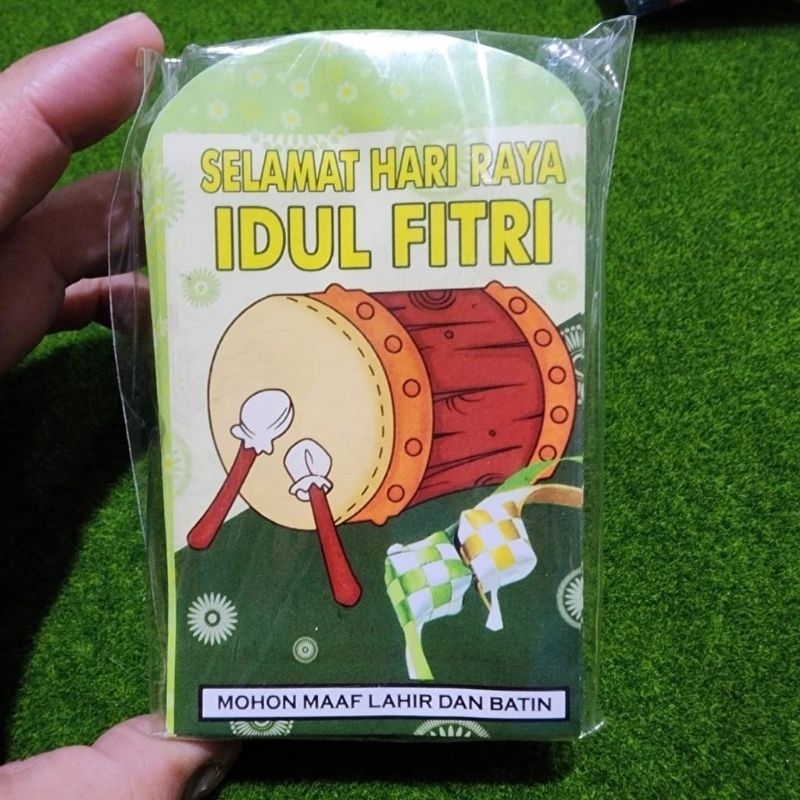 SELAMAT HARI RAYA
IDUL FITRI
MOHON MAAF LAHIR DAN BATIN